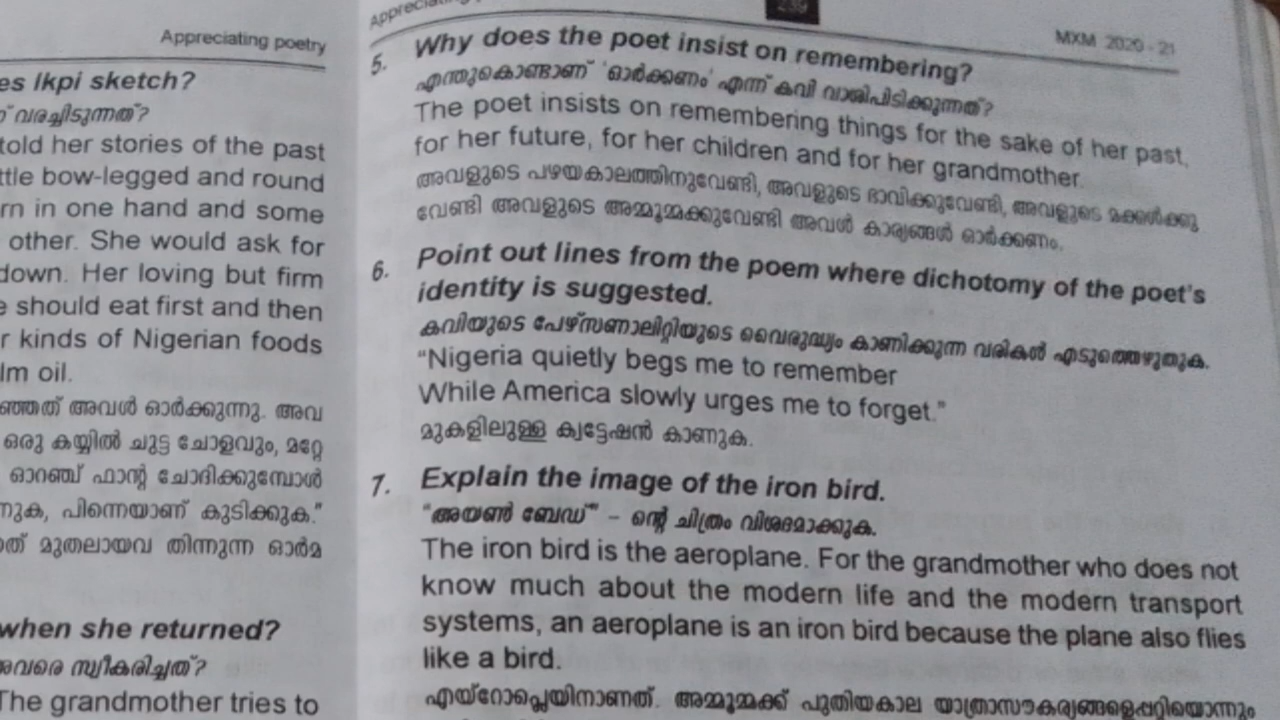 Appreciating poetry
es Ikpi sketch?
വരച്ചിടുന്നത്?
told her stories of the past
ttle bow-legged and round
rn in one hand and some
other. She would ask for
down. Her loving but firm
e should eat first and then
r kinds of Nigerian foods
lm oil.
ഞ്ഞത് അവൾ ഓർക്കുന്നു. അവ
ഒരു കയ്യിൽ ചുട്ട ചോളവും, മറ്റേ
ഓറഞ്ച് ഫാന്റ ചോദിക്കുമ്പോൾ
നുക, പിന്നെയാണ് കുടിക്കുക."
ത് മുതലായവ തിന്നുന്ന ഓർമ
when she returned?
അവരെ സ്വീകരിച്ചത്?
The grandmother tries to
MXM 2020-21
5. Why does the poet insist on remembering?
എന്തുകൊണ്ടാണ് 'ഓർക്കണം' എന്ന് കവി വാശിപിടിക്കുന്നത്?
The poet insists on remembering things for the sake of her past,
for her future, for her children and for her grandmother.
അവളുടെ പഴയകാലത്തിനുവേണ്ടി, അവളുടെ ഭാവിക്കുവേണ്ടി, അവളുടെ മക്കൾക്കു
വേണ്ടി അവളുടെ അമ്മൂമ്മക്കുവേണ്ടി അവൾ കാര്യങ്ങൾ ഓർക്കണം.
6. Point out lines from the poem where dichotomy of the poet's
identity is suggested.
കവിയുടെ പേഴ്സണാലിറ്റിയുടെ വൈരുദ്ധ്യം കാണിക്കുന്ന വരികൾ എടുത്തെഴുതുക.
"Nigeria quietly begs me to remember
While America slowly urges me to forget."
മുകളിലുള്ള ക്വട്ടേഷൻ കാണുക.
7. Explain the image of the iron bird.
"അയൺ ബേഡ്" - ന്റെ ചിത്രം വിശദമാക്കുക.
The iron bird is the aeroplane. For the grandmother who does not
know much about the modern life and the modern transport
systems, an aeroplane is an iron bird because the plane also flies
like a bird.
എയ്റോപ്ലെയിനാണത്. അമ്മൂമ്മക്ക് പുതിയകാല യാത്രാസൗകര്യങ്ങളെപ്പറ്റിയൊന്നും